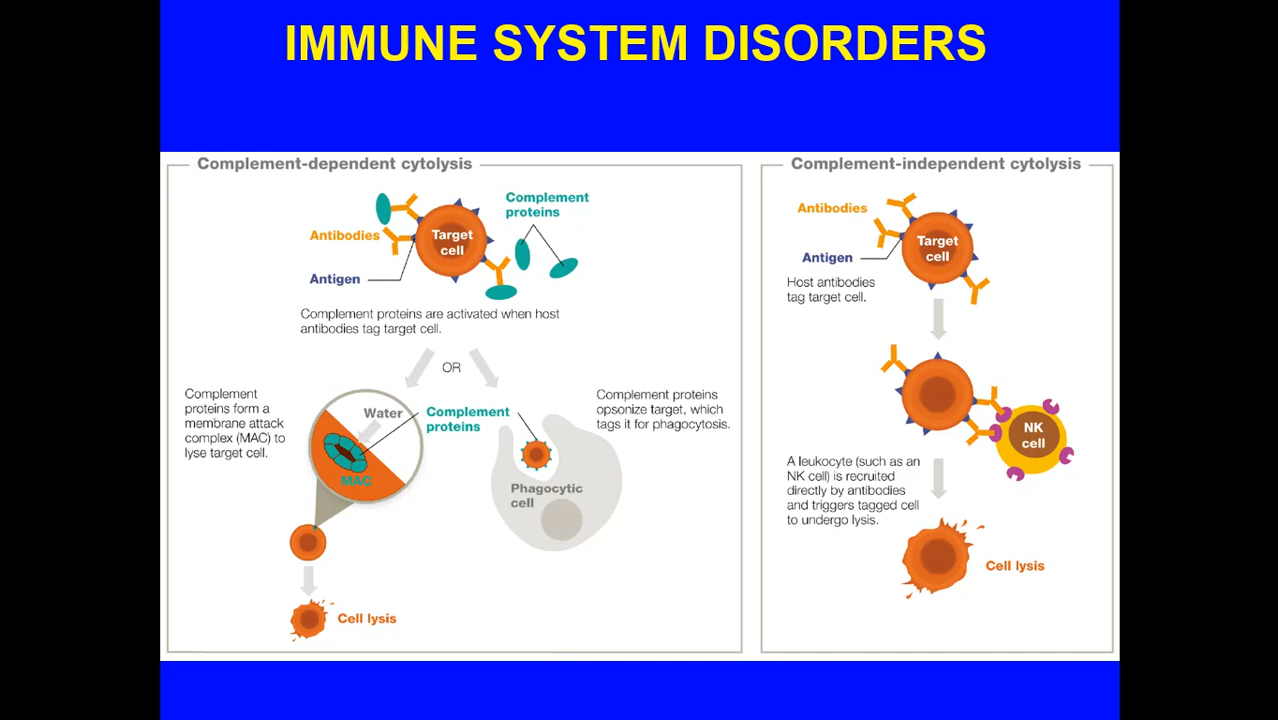 IMMUNE SYSTEM DISORDERS
Complement-dependent cytolysis
Complement
proteins
Antibodies
Target
cell
Antigen
Complement proteins are activated when host
antibodies tag target cell.
OR
Complement
proteins form a
membrane attack
complex (MAC) to
lyse target cell.
Water
MAC
Complement
proteins
Complement proteins
opsonize target, which
tags it for phagocytosis.
Phagocytic
cell
Cell lysis
Complement-independent cytolysis
Antibodies
Target
cell
Antigen
Host antibodies
tag target cell.
NK
cell
A leukocyte (such as an
NK cell) is recruited
directly by antibodies
and triggers tagged cell
to undergo lysis.
Cell lysis